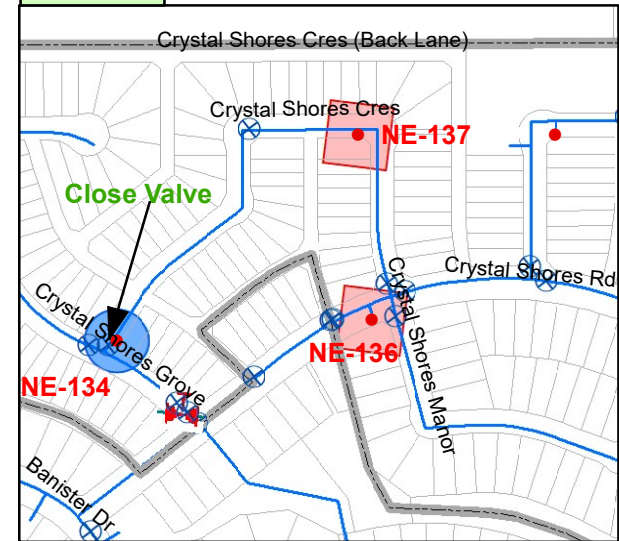 Crystal Shores Cres (Back Lane)
Crystal Shores Cres
NE-137
Close Valve
Crystal Shores Rd
Crystal Shores Grove
Crystal Shores Manor
NE-136
NE-134
Banister Dr